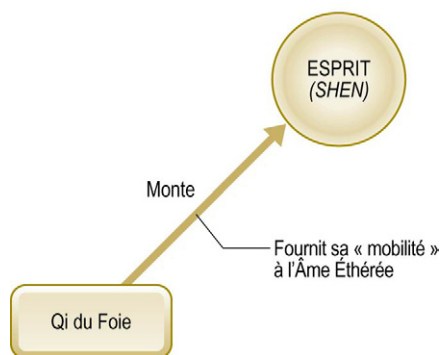 ESPRIT
(SHEN)
Monte
Fournit sa « mobilité »
à l'Âme Éthérée
Qi du Foie